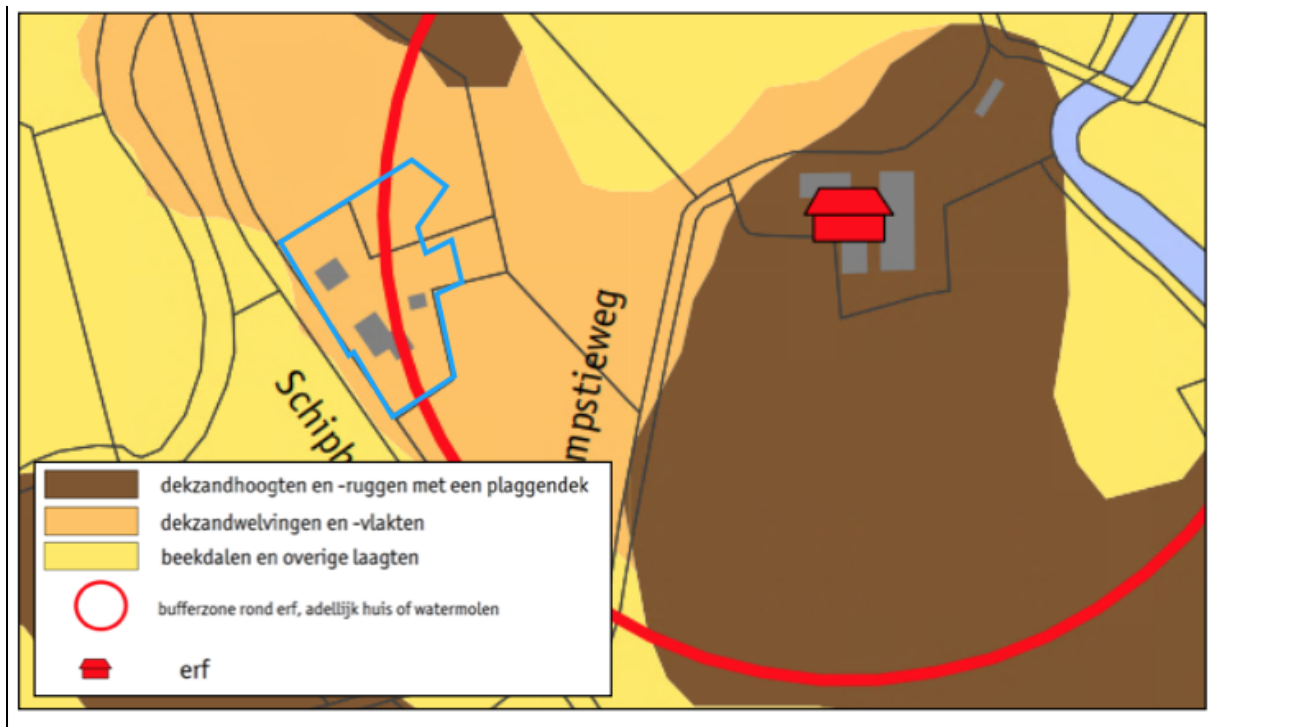 mpstieweg
Schiph
dekzandhoogten en -ruggen met een plaggendek
dekzandwelvingen en -vlakten
beekdalen en overige laagten
bufferzone rond erf, adellijk huis of watermolen
erf